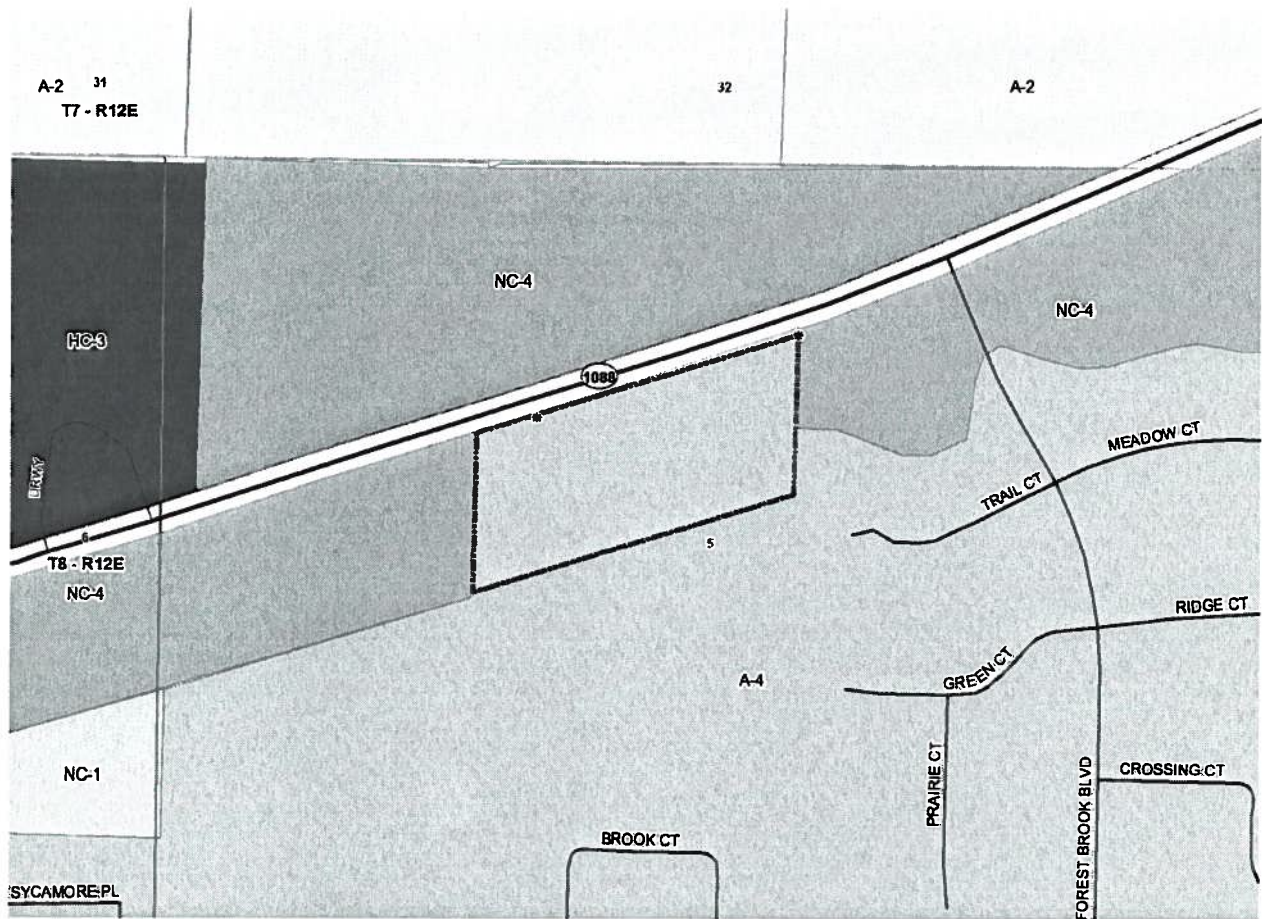 A-2 31
T7 - R12E
32
A-2
NC-4
NC-4
HC-3
1088
MEADOW CT
TRAIL CT
5
6
T8 - R12E
NC-4
RIDGE CT
GREEN CT
A-4
NC-1
PRAIRIE CT
FOREST BROOK BLVD
CROSSING CT
BROOK CT
SYCAMORE PL